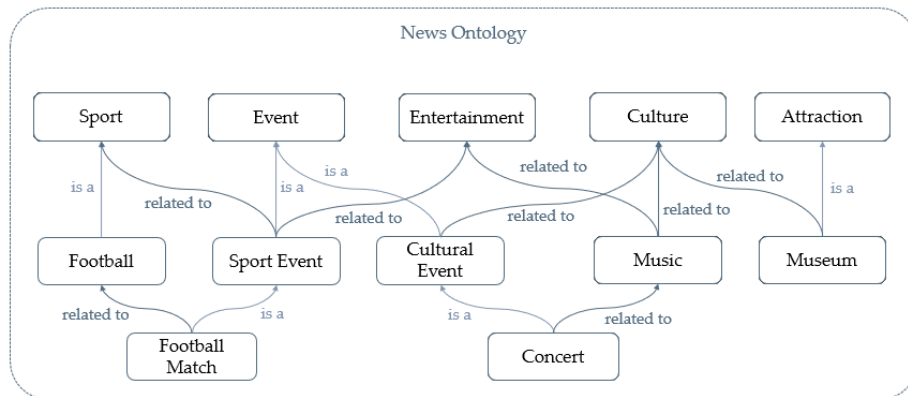 News Ontology
Sport
Event
Entertainment
Culture
Attraction
is a
related to
is a
is a
related to
related to
related to
related to
related to
is a
Football
Sport Event
Cultural
Event
Music
Museum
related to
is a
is a
related to
Football
Match
Concert